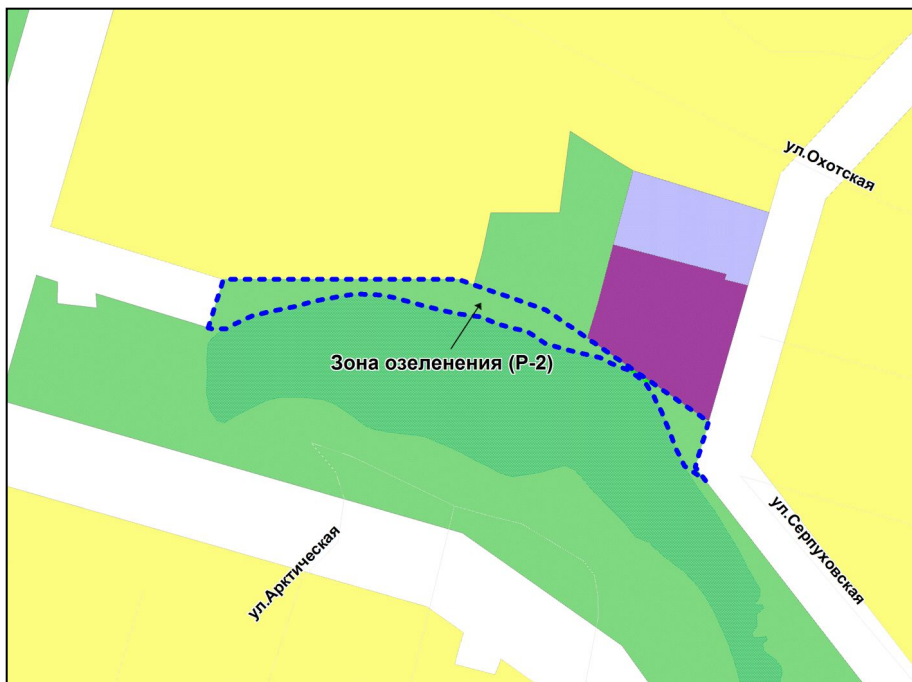 ул.Охотская
Зона озеленения (Р-2)
ул.Серпуховская
ул.Арктическая